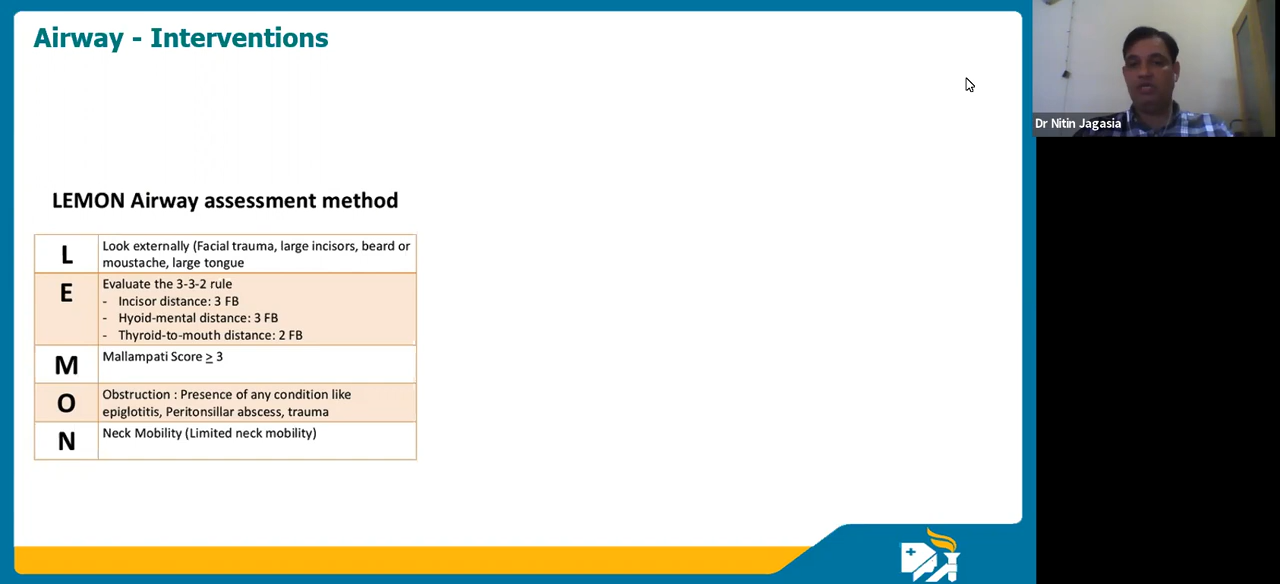 Airway - Interventions
Dr Nitin Jagasia
LEMON Airway assessment method
L
Look externally (Facial trauma, large incisors, beard or
moustache, large tongue
E
Evaluate the 3-3-2 rule
- Incisor distance: 3 FB
- Hyoid-mental distance: 3 FB
- Thyroid-to-mouth distance: 2 FB
M
Mallampati Score ≥ 3
O
Obstruction : Presence of any condition like
epiglotitis, Peritonsillar abscess, trauma
N
Neck Mobility (Limited neck mobility)